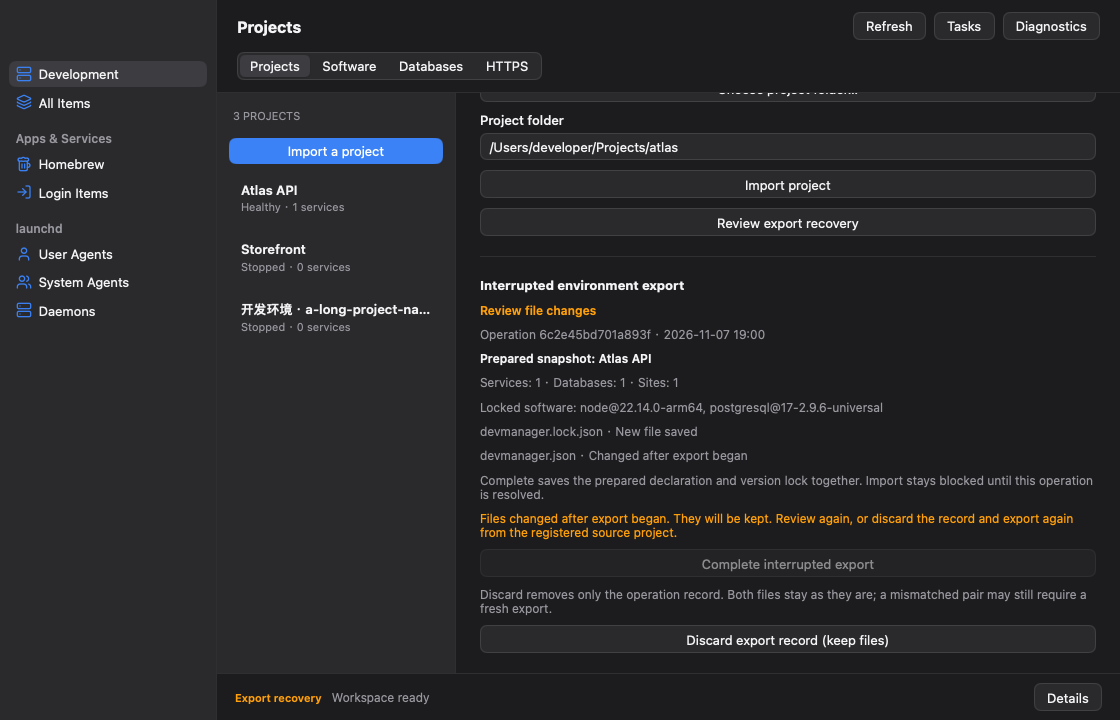 Projects
Refresh
Tasks
Diagnostics
Projects
Software
Databases
HTTPS
Development
All Items
Apps & Services
Homebrew
Login Items
launchd
User Agents
System Agents
Daemons
3 PROJECTS
Import a project
Atlas API
Healthy · 1 services
Storefront
Stopped · 0 services
开发环境 · a-long-project-na...
Stopped · 0 services
Choose project folder...
Project folder
/Users/developer/Projects/atlas
Import project
Review export recovery
Interrupted environment export
Review file changes
Operation 6c2e45bd701a893f · 2026-11-07 19:00
Prepared snapshot: Atlas API
Services: 1 · Databases: 1 · Sites: 1
Locked software: node@22.14.0-arm64, postgresql@17-2.9.6-universal
devmanager.lock.json · New file saved
devmanager.json · Changed after export began
Complete saves the prepared declaration and version lock together. Import stays blocked until this operation
is resolved.
Files changed after export began. They will be kept. Review again, or discard the record and export again
from the registered source project.
Complete interrupted export
Discard removes only the operation record. Both files stay as they are; a mismatched pair may still require a
fresh export.
Discard export record (keep files)
Export recovery
Workspace ready
Details